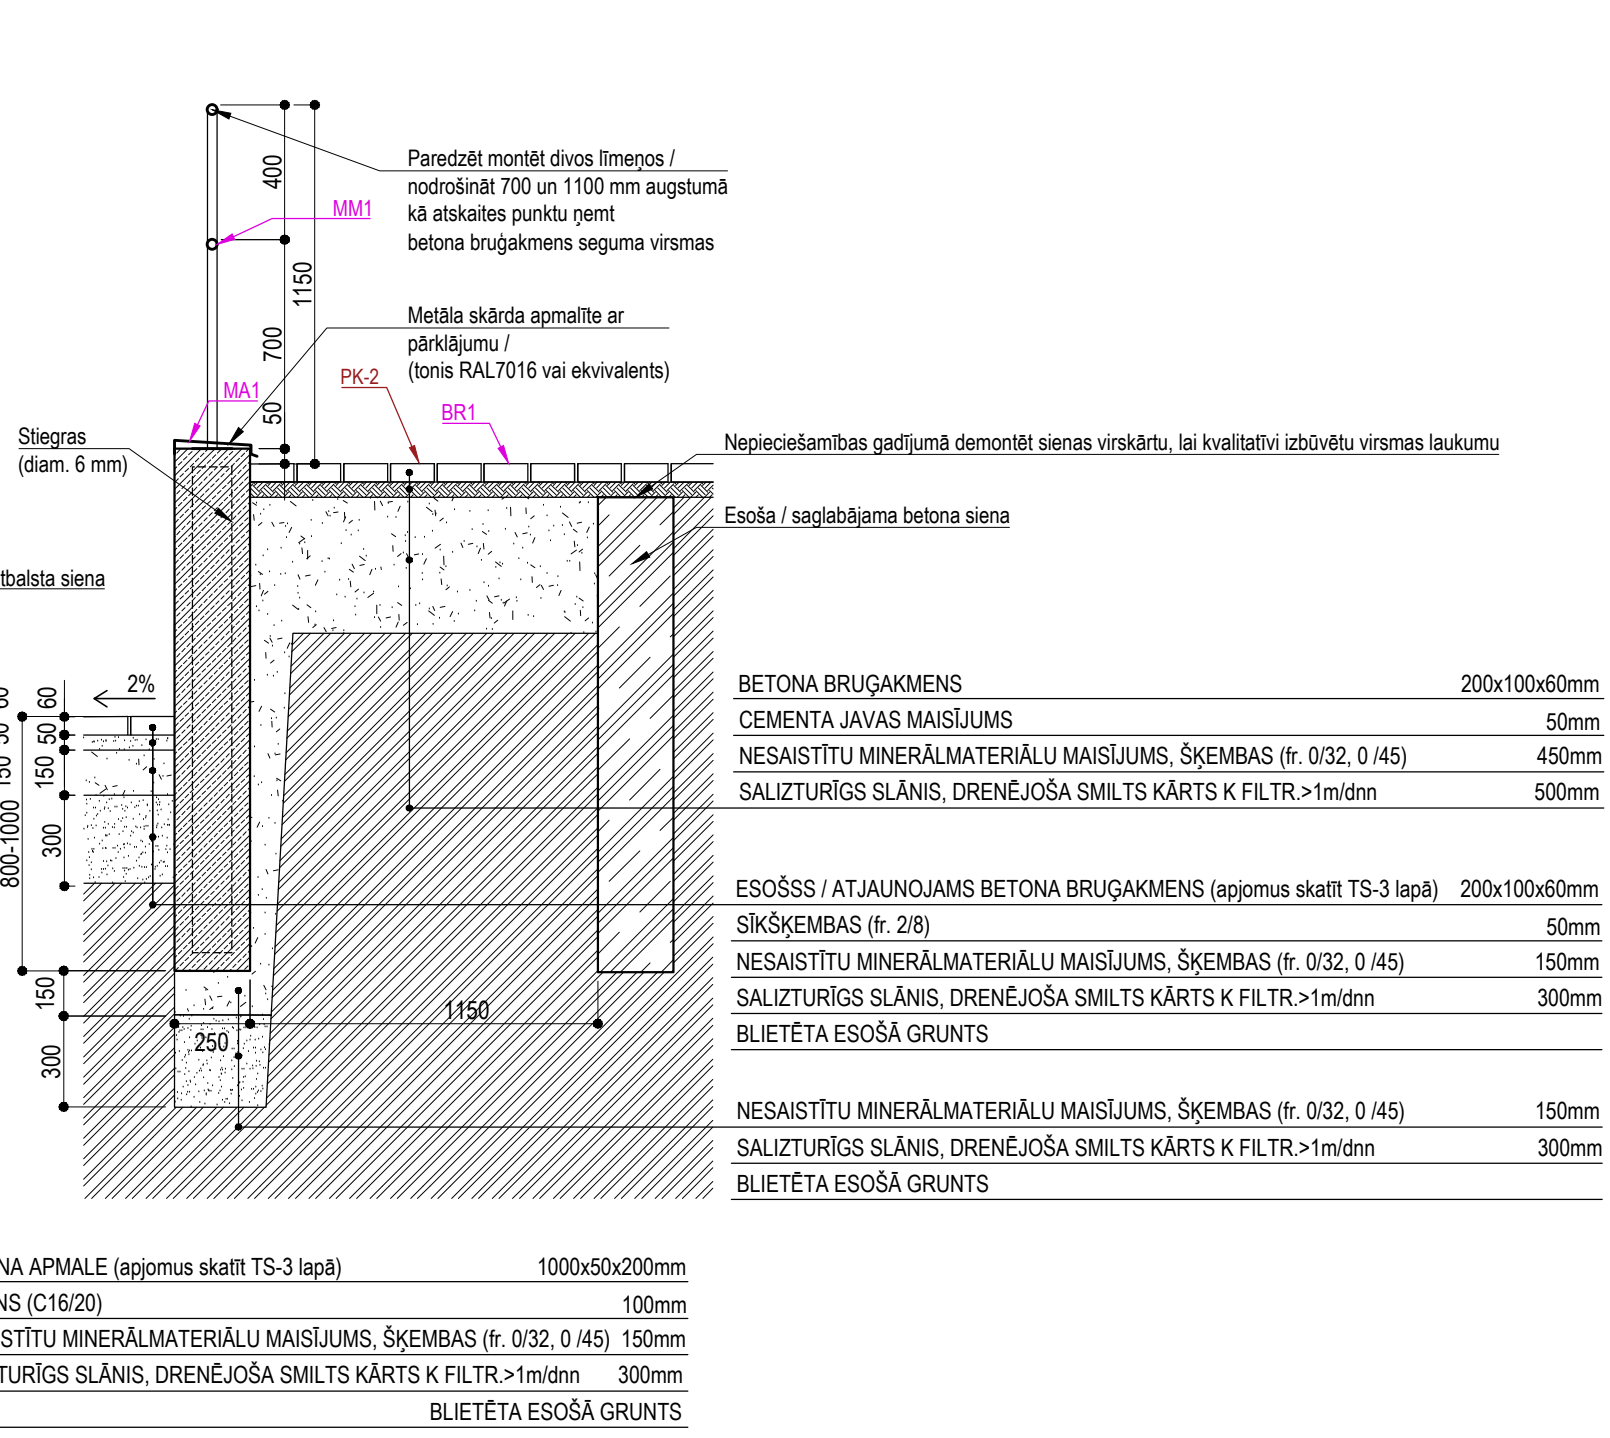 Paredzēt montēt divos līmeņos /
nodrošināt 700 un 1100 mm augstumā
kā atskaites punktu ņemt
betona bruģakmens seguma virsmas
400
MM1
1150
Metāla skārda apmalīte ar
pārklājumu /
(tonis RAL7016 vai ekvivalents)
700
PK-2
MA1
BR1
50
Stiegras
(diam. 6 mm)
Nepieciešamības gadījumā demontēt sienas virskārtu, lai kvalitatīvi izbūvētu virsmas laukumu
Esoša / saglabājama betona siena
tbalsta siena
2%
60
50
150
300
60
50
150
800-1000
150
300
250
1150
BETONA BRUĢAKMENS 200x100x60mm
CEMENTA JAVAS MAISĪJUMS 50mm
NESAISTĪTU MINERĀLMATERIĀLU MAISĪJUMS, ŠĶEMBAS (fr. 0/32, 0 /45) 450mm
SALIZTURĪGS SLĀNIS, DRENĒJOŠA SMILTS KĀRTS K FILTR.>1m/dnn 500mm
ESOŠSS / ATJAUNOJAMS BETONA BRUĢAKMENS (apjomus skatīt TS-3 lapā) 200x100x60mm
SĪKŠĶEMBAS (fr. 2/8) 50mm
NESAISTĪTU MINERĀLMATERIĀLU MAISĪJUMS, ŠĶEMBAS (fr. 0/32, 0 /45) 150mm
SALIZTURĪGS SLĀNIS, DRENĒJOŠA SMILTS KĀRTS K FILTR.>1m/dnn 300mm
BLIETĒTA ESOŠĀ GRUNTS
NESAISTĪTU MINERĀLMATERIĀLU MAISĪJUMS, ŠĶEMBAS (fr. 0/32, 0 /45) 150mm
SALIZTURĪGS SLĀNIS, DRENĒJOŠA SMILTS KĀRTS K FILTR.>1m/dnn 300mm
BLIETĒTA ESOŠĀ GRUNTS
NA APMALE (apjomus skatīt TS-3 lapā) 1000x50x200mm
NS (C16/20) 100mm
STĪTU MINERĀLMATERIĀLU MAISĪJUMS, ŠĶEMBAS (fr. 0/32, 0 /45) 150mm
TURĪGS SLĀNIS, DRENĒJOŠA SMILTS KĀRTS K FILTR.>1m/dnn 300mm
BLIETĒTA ESOŠĀ GRUNTS